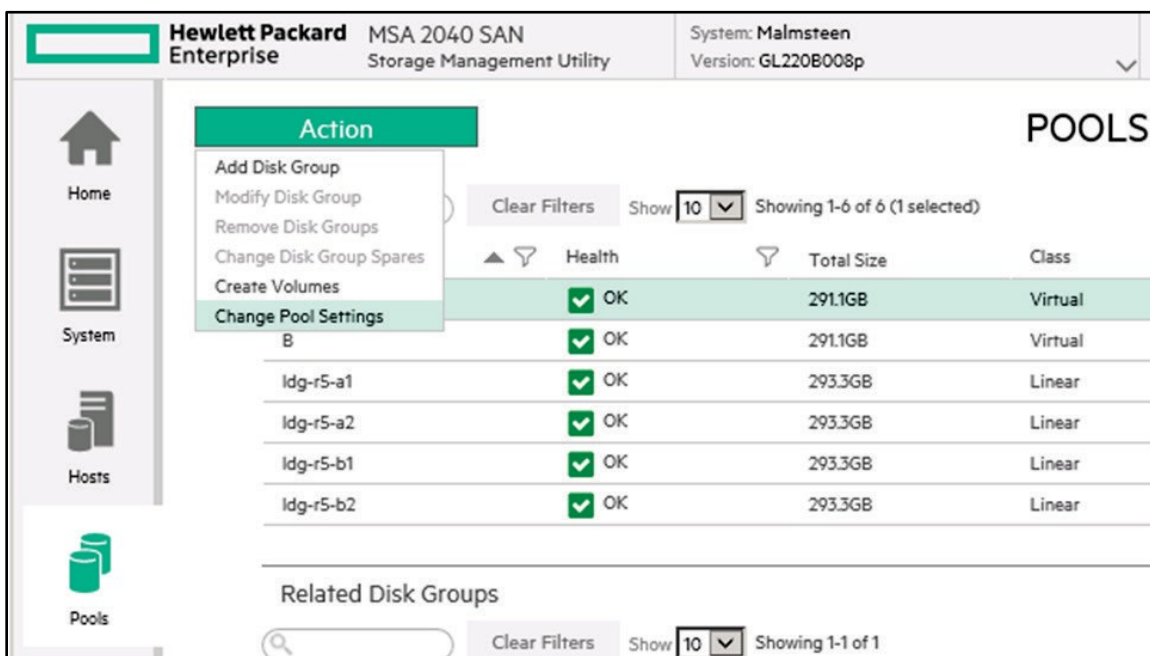 Hewlett Packard
Enterprise
MSA 2040 SAN
Storage Management Utility
System: Malmsteen
Version: GL220B008p
Home
System
Hosts
Pools
Action
POOLS
Add Disk Group
Modify Disk Group
Remove Disk Groups
Change Disk Group Spares
Create Volumes
Change Pool Settings
Clear Filters Show 10 Showing 1-6 of 6 (1 selected)
Health Total Size Class
OK 291.1GB Virtual
B OK 291.1GB Virtual
ldg-r5-a1 OK 293.3GB Linear
ldg-r5-a2 OK 293.3GB Linear
ldg-r5-b1 OK 293.3GB Linear
ldg-r5-b2 OK 293.3GB Linear
Related Disk Groups
Clear Filters Show 10 Showing 1-1 of 1